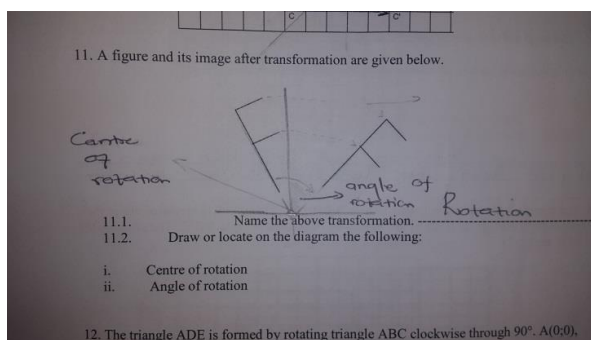 C C'
11. A figure and its image after transformation are given below.
Centre
of
rotation
angle of
rotation
Rotation
11.1. Name the above transformation. --------------------
11.2. Draw or locate on the diagram the following:
i. Centre of rotation
ii. Angle of rotation
12. The triangle ADE is formed by rotating triangle ABC clockwise through 90°. A(0;0),